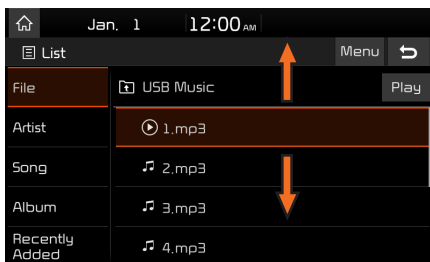 Jan. 1 12:00 AM
List Menu
File
USB Music Play
Artist
1.mp3
Song
2.mp3
Album
3.mp3
Recently
Added
4.mp3